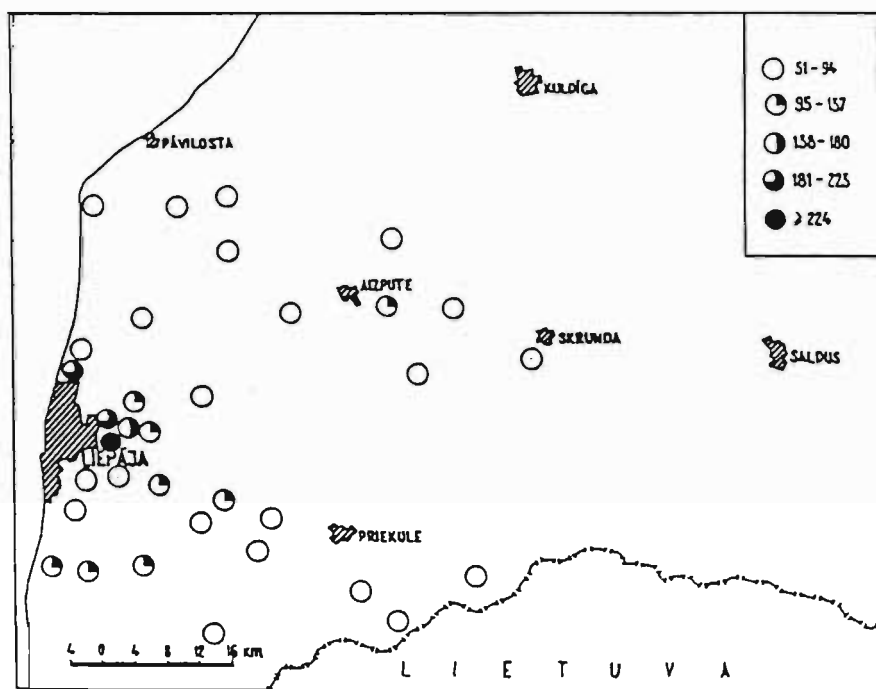 KULDĪGA
51-94
95-137
138-180
181-223
≥ 224
PĀVILOSTA
AIZPUTE
SKRUNDA
SALDUS
LIEPĀJA
PRIEKULE
4 0 4 8 12 16 km
LIETUVA